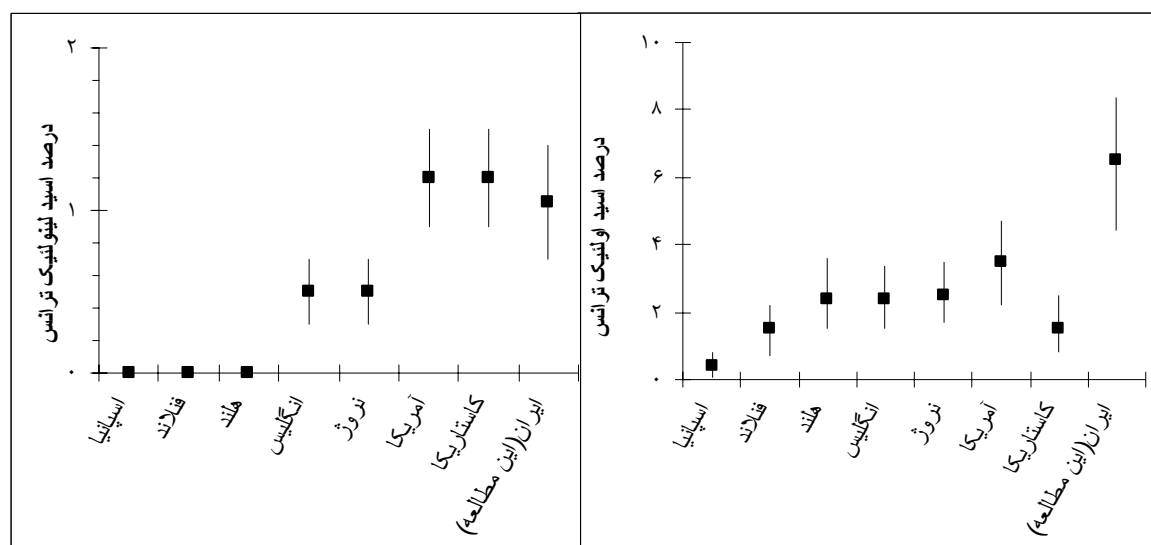 درصد اسید اولئیک ترانس
۱۰
۸
۶
۴
۲
۰
اسپانیا
فنلاند
هلند
انگلیس
نروژ
آمریکا
کاستاریکا
ایران(این مطالعه)
درصد اسید لینولئیک ترانس
۲
۱
۰
اسپانیا
فنلاند
هلند
انگلیس
نروژ
آمریکا
کاستاریکا
ایران(این مطالعه)